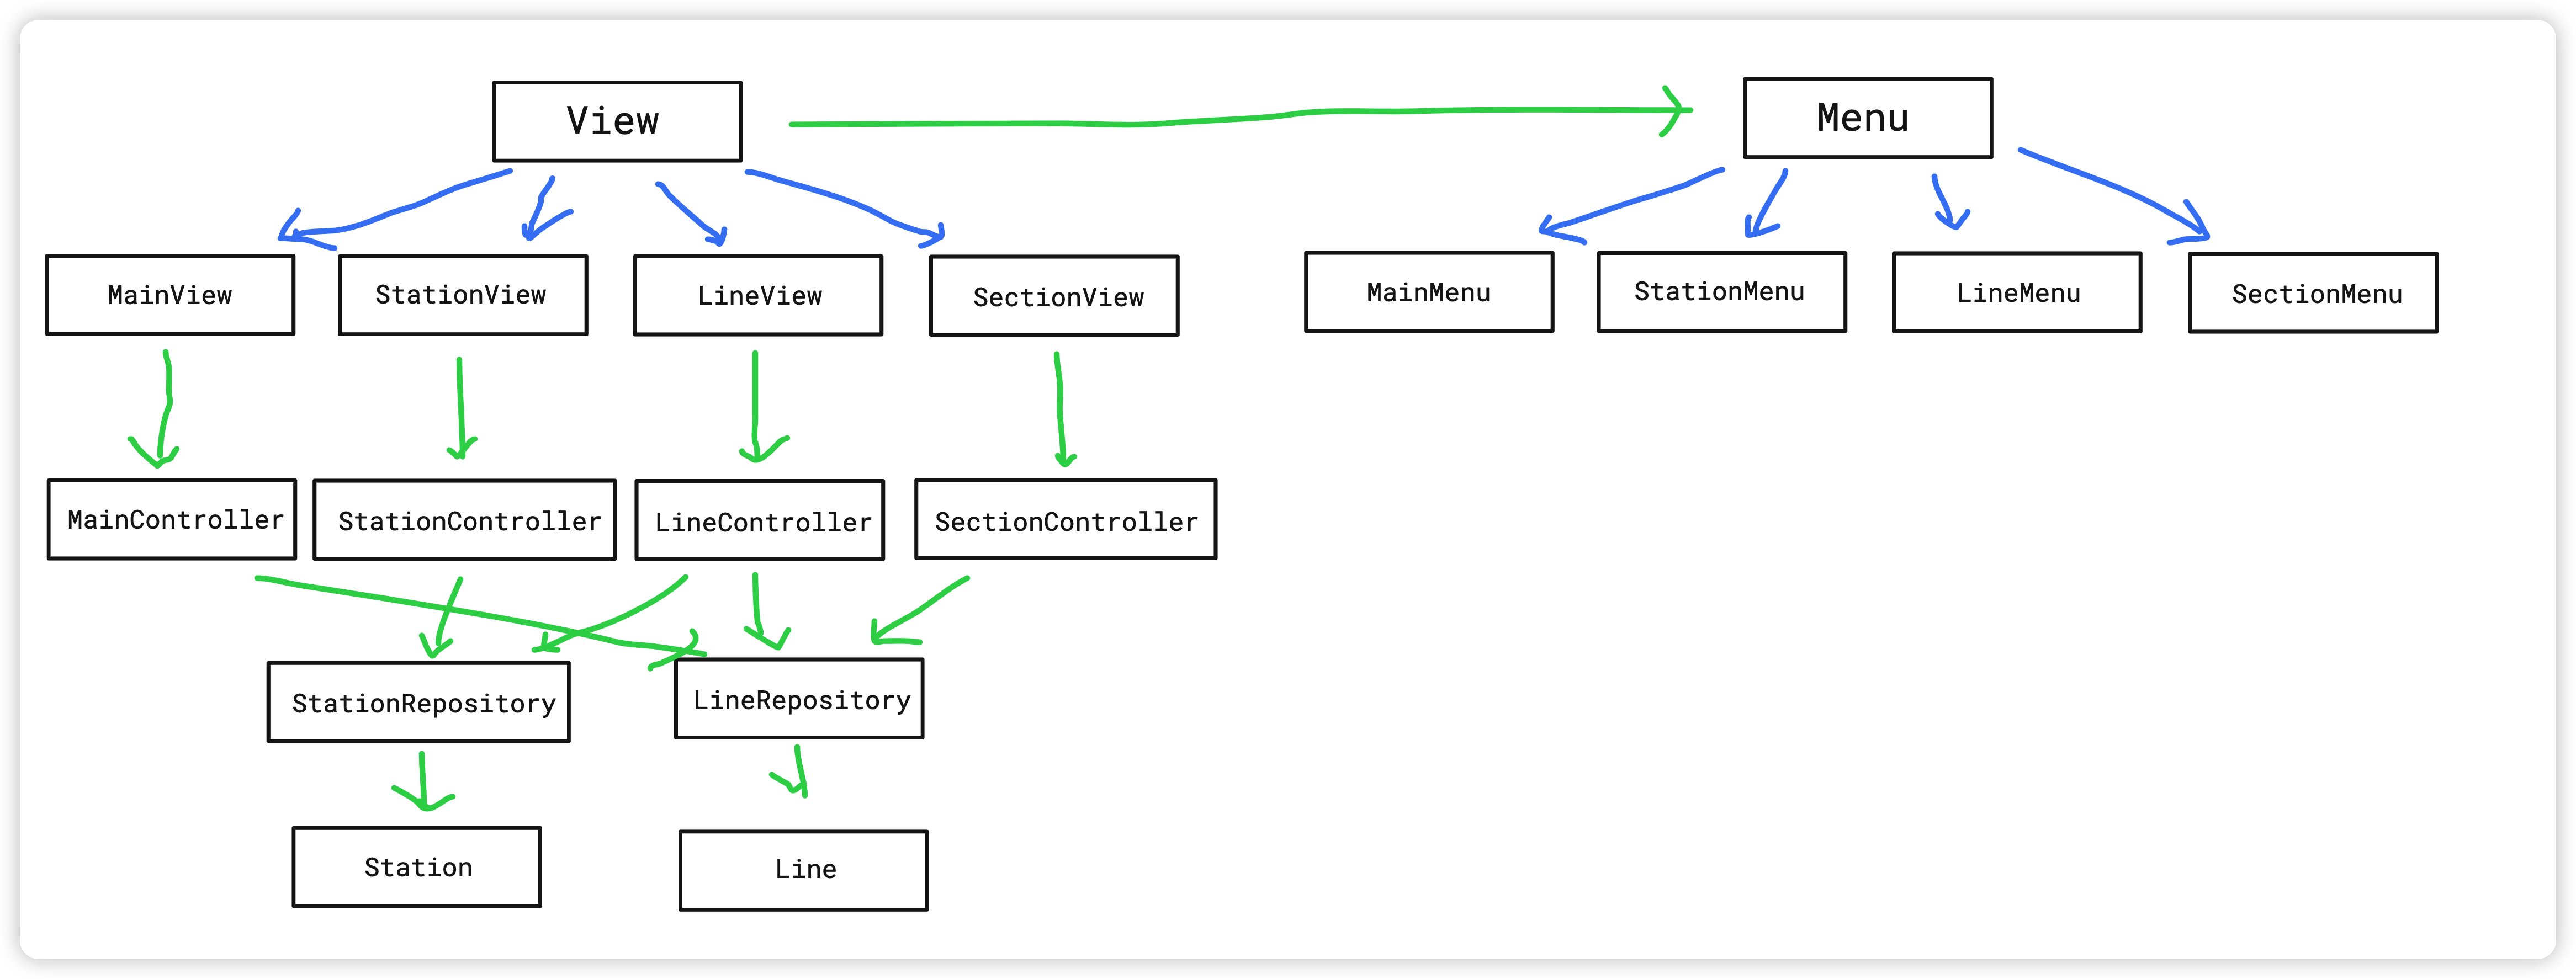 View
Menu
MainView
StationView
LineView
SectionView
MainMenu
StationMenu
LineMenu
SectionMenu
MainController
StationController
LineController
SectionController
StationRepository
LineRepository
Station
Line